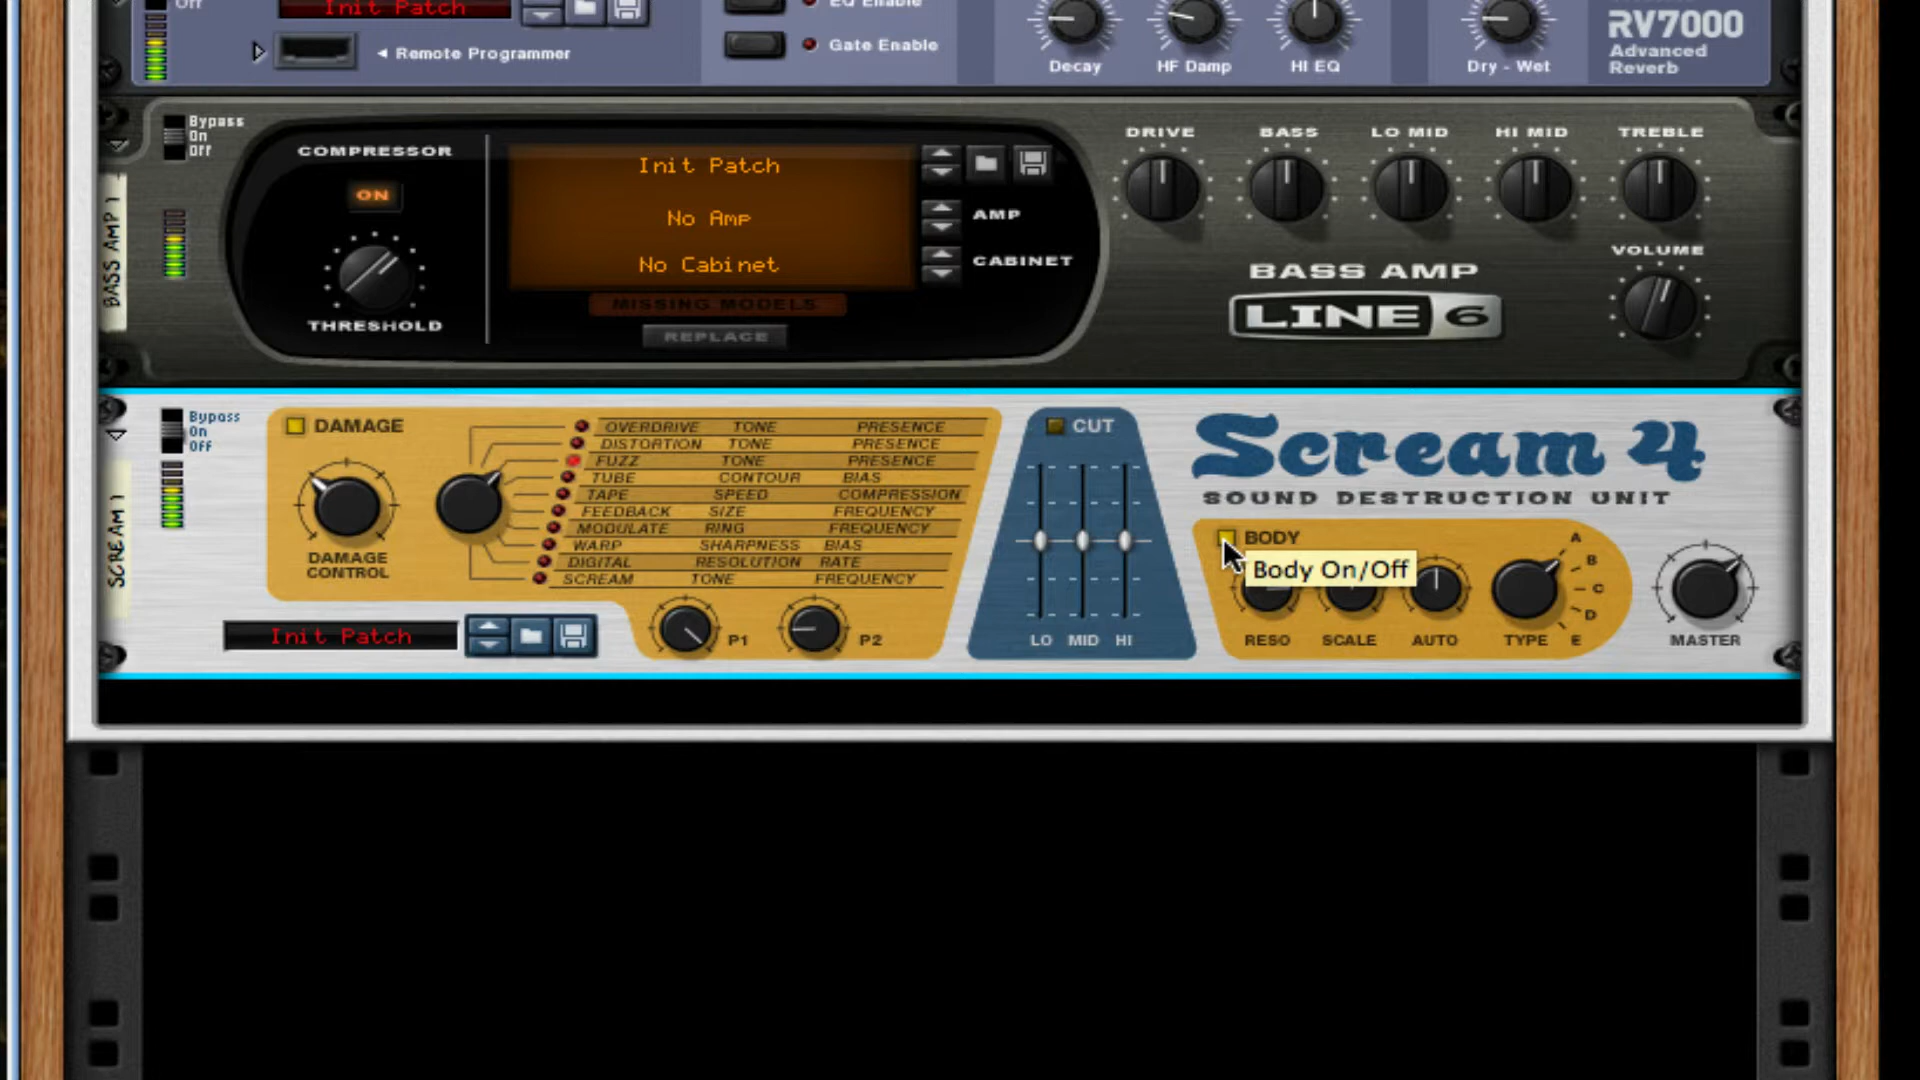 Off
Init Patch
EQ Enable
Remote Programmer
Gate Enable
Decay
HF Damp
HI EQ
Dry - Wet
RV7000
Advanced
Reverb
Bypass
On
Off
BASS AMP 1
COMPRESSOR
ON
THRESHOLD
Init Patch
No Amp
No Cabinet
MISSING MODELS
REPLACE
AMP
CABINET
DRIVE
BASS
LO MID
HI MID
TREBLE
BASS AMP
LINE 6
VOLUME
Bypass
On
Off
SCREAM 1
DAMAGE
DAMAGE
CONTROL
OVERDRIVE TONE PRESENCE
DISTORTION TONE PRESENCE
FUZZ TONE PRESENCE
TUBE CONTOUR BIAS
TAPE SPEED COMPRESSION
FEEDBACK SIZE FREQUENCY
MODULATE RING FREQUENCY
WARP SHARPNESS BIAS
DIGITAL RESOLUTION RATE
SCREAM TONE FREQUENCY
Init Patch
P1
P2
CUT
LO MID HI
Scream 4
SOUND DESTRUCTION UNIT
BODY
Body On/Off
A
B
C
D
E
RESO
SCALE
AUTO
TYPE
MASTER